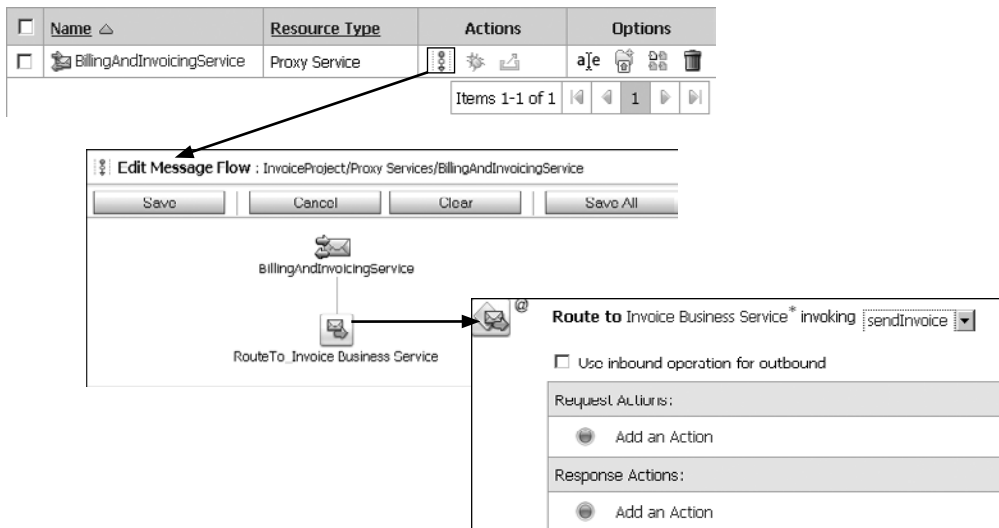 Name Resource Type Actions Options
BillingAndInvoicingService Proxy Service aIe
Items 1-1 of 1 1
Edit Message Flow : InvoiceProject/Proxy Services/BillingAndInvoicingService
Save Cancel Clear Save All
BillingAndInvoicingService
RouteTo_Invoice Business Service
@
Route to Invoice Business Service* invoking sendInvoice
Use inbound operation for outbound
Request Actions:
Add an Action
Response Actions:
Add an Action